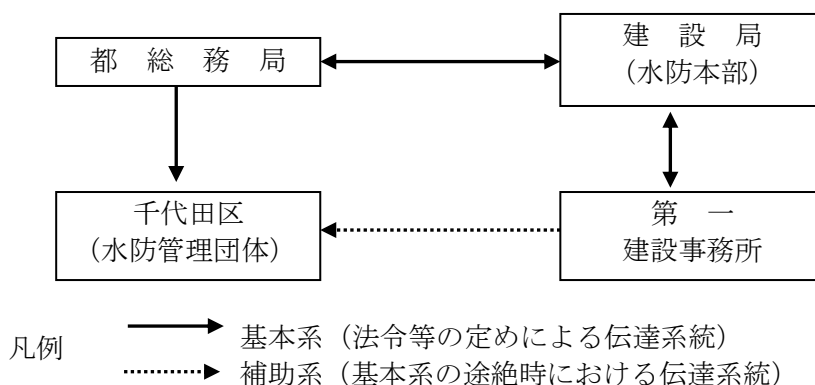 都 総 務 局
建 設 局
（水防本部）
千代田区
（水防管理団体）
第 一
建設事務所
凡例
基本系（法令等の定めによる伝達系統）
補助系（基本系の途絶時における伝達系統）